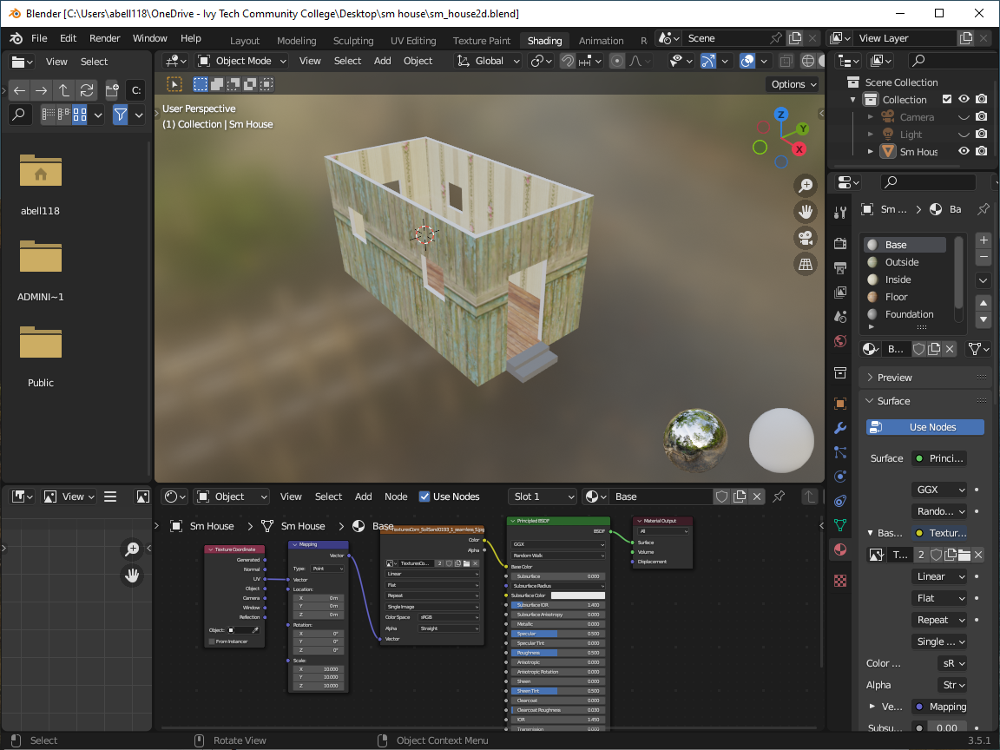 Blender [C:\Users\abell118\OneDrive - Ivy Tech Community College\Desktop\sm house\sm_house2d.blend]
File Edit Render Window Help Layout Modeling Sculpting UV Editing Texture Paint Shading Animation R Scene View Layer
View Select Object Mode View Select Add Object Global
Options
C:
User Perspective
(1) Collection | Sm House
Z
Y
X
abell118
ADMINI~1
Public
Scene Collection
Collection
Camera
Light
Sm Hous
Sm ... Ba
Base
Outside
Inside
Floor
Foundation
B...
Preview
Surface
Use Nodes
Surface Princi...
GGX
Rando...
Bas... Textur...
T... 2
Linear
Flat
Repeat
Single ...
Color ... sR
Alpha Str
Ve... Mapping
Subsu... 0.00
View
Object View Select Add Node Use Nodes Slot 1 Base
Sm House Sm House Base
Texture Coordinate
Generated
Normal
UV
Object
Camera
Window
Reflection
Object:
From Instancer
Mapping
Vector
Type: Point
Vector
Location:
X 0 m
Y 0 m
Z 0 m
Rotation:
X 0°
Y 0°
Z 0°
Scale:
X 10.000
Y 10.000
Z 10.000
TexturesCom_SoilSand0193_1_seamless_S.jpg
Color
Alpha
TexturesCo... 2
Linear
Flat
Repeat
Single Image
Color Space sRGB
Alpha Straight
Vector
Principled BSDF
BSDF
GGX
Random Walk
Base Color
Subsurface 0.000
Subsurface Radius
Subsurface Color
Subsurface IOR 1.400
Subsurface Anisotropy 0.000
Metallic 0.000
Specular 0.500
Specular Tint 0.000
Roughness 0.500
Anisotropic 0.000
Anisotropic Rotation 0.000
Sheen 0.000
Sheen Tint 0.500
Clearcoat 0.000
Clearcoat Roughness 0.030
IOR 1.450
Transmission 0.000
Material Output
All
Surface
Volume
Displacement
Select Rotate View Object Context Menu 3.5.1